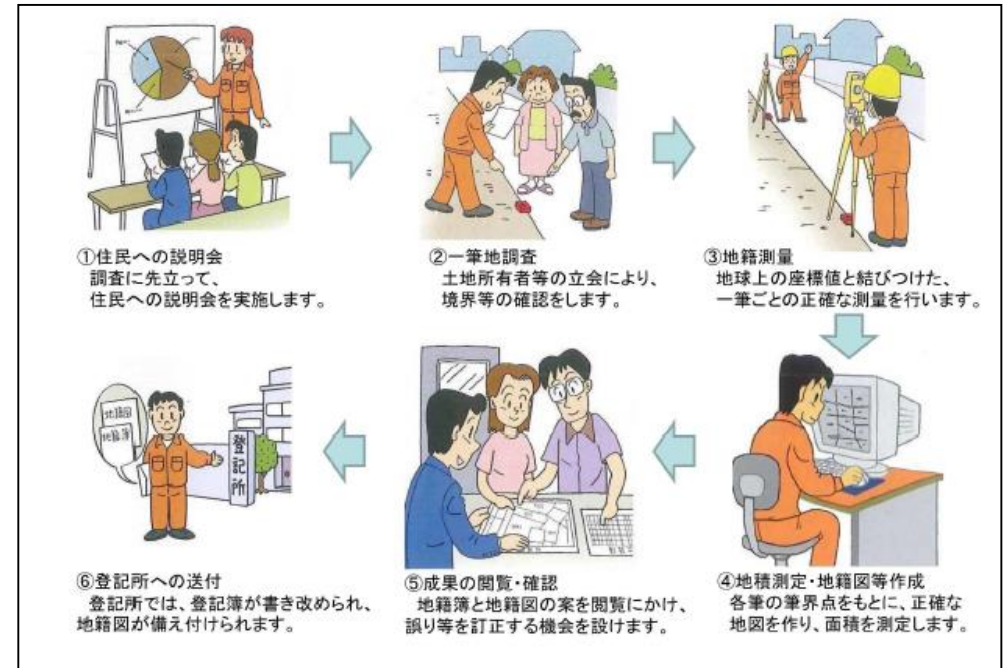 ①住民への説明会
調査に先立って、
住民への説明会を実施します。
②一筆地調査
土地所有者等の立会により、
境界等の確認をします。
③地籍測量
地球上の座標値と結びつけた、
一筆ごとの正確な測量を行います。
④地積測定・地籍図等作成
各筆の筆界点をもとに、正確な
地図を作り、面積を測定します。
⑤成果の閲覧・確認
地籍簿と地籍図の案を閲覧にかけ、
誤り等を訂正する機会を設けます。
地籍図
地籍簿
登記所
⑥登記所への送付
登記所では、登記簿が書き改められ、
地籍図が備え付けられます。